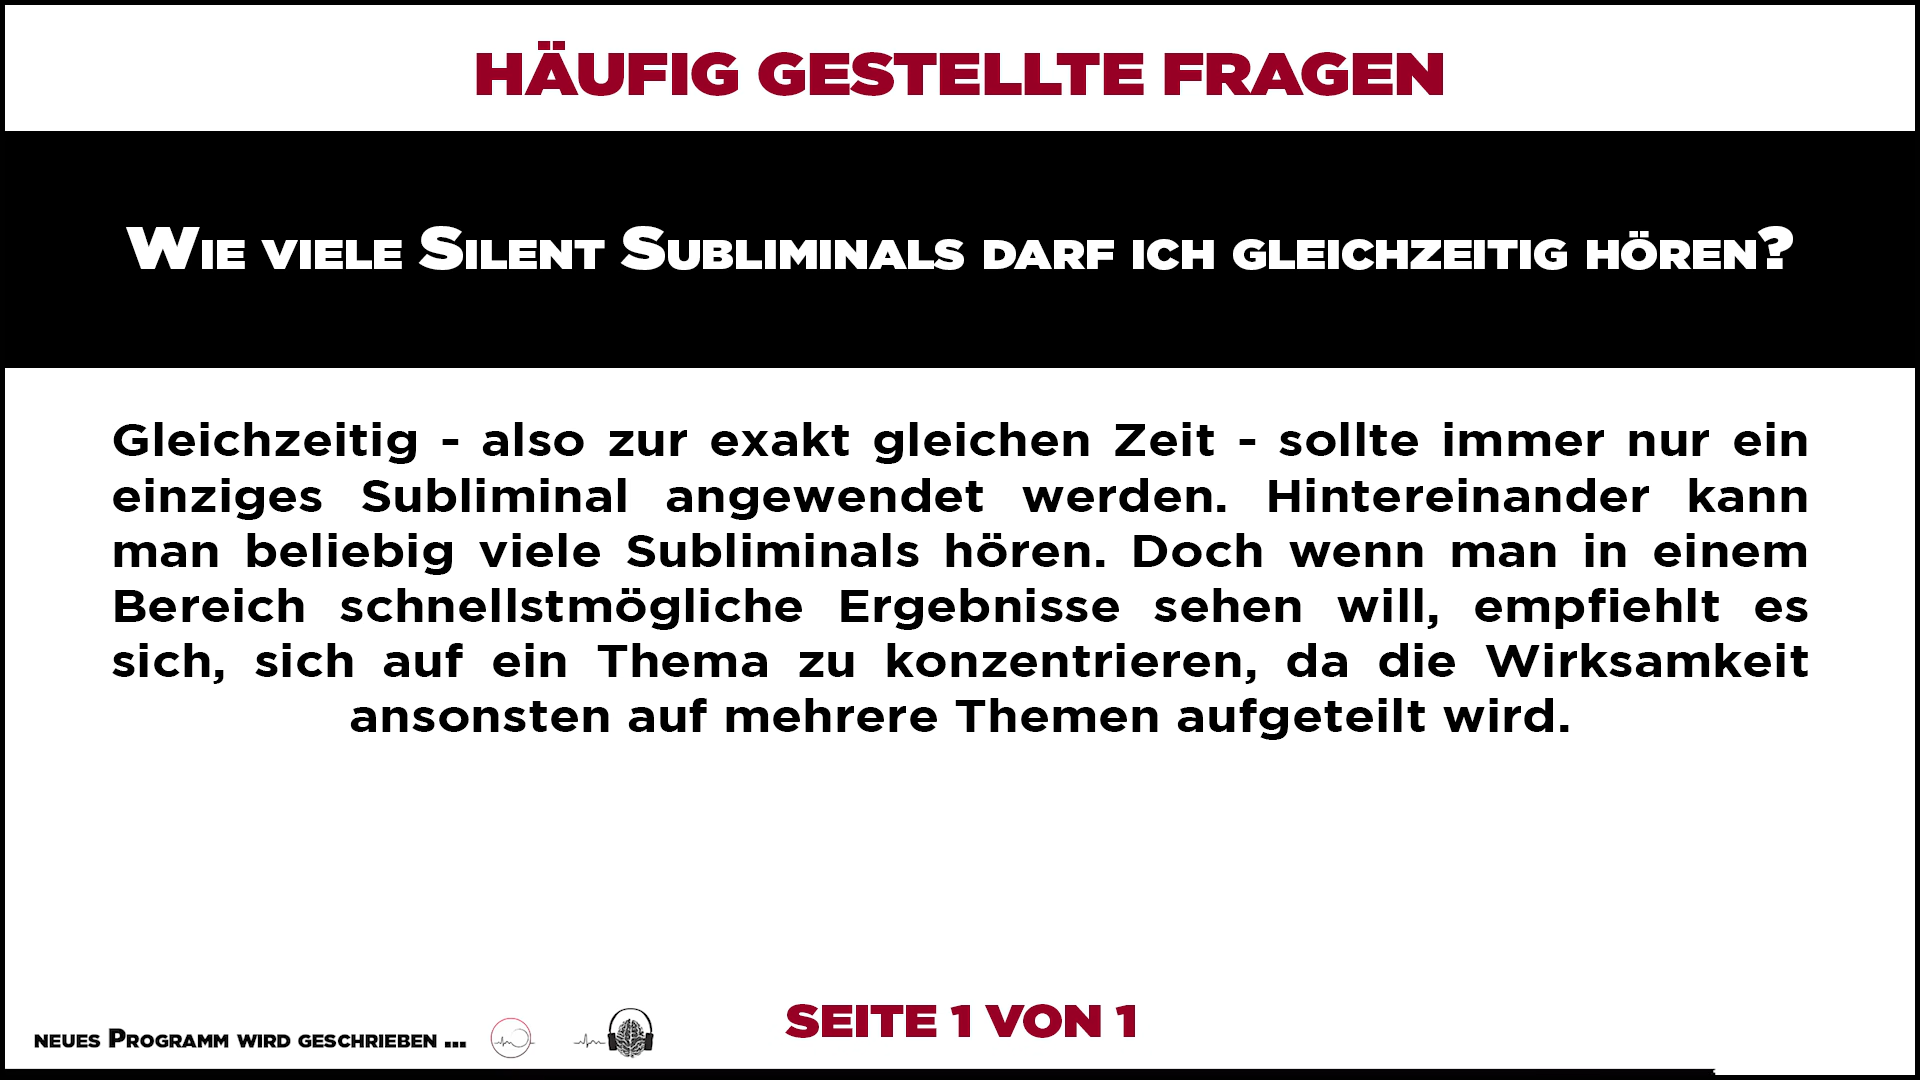 HÄUFIG GESTELLTE FRAGEN
Wie viele Silent Subliminals darf ich gleichzeitig hören?
Gleichzeitig - also zur exakt gleichen Zeit - sollte immer nur ein
einziges Subliminal angewendet werden. Hintereinander kann
man beliebig viele Subliminals hören. Doch wenn man in einem
Bereich schnellstmögliche Ergebnisse sehen will, empfiehlt es
sich, sich auf ein Thema zu konzentrieren, da die Wirksamkeit
ansonsten auf mehrere Themen aufgeteilt wird.
neues Programm wird geschrieben ...
SEITE 1 VON 1